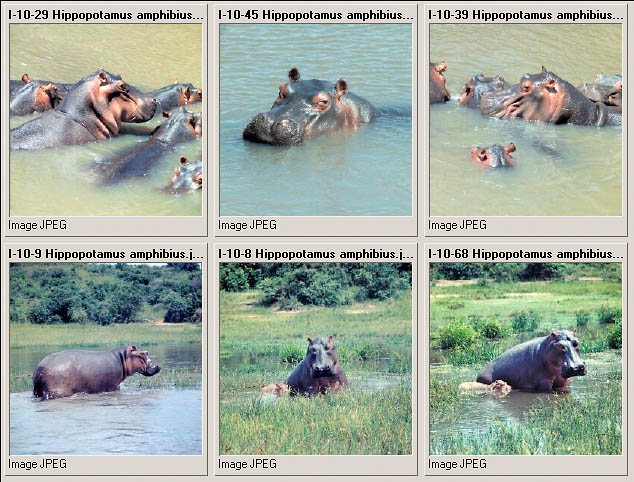 I-10-29 Hippopotamus amphibius...
I-10-45 Hippopotamus amphibius...
I-10-39 Hippopotamus amphibius...
Image JPEG
Image JPEG
Image JPEG
I-10-9 Hippopotamus amphibius.j...
I-10-8 Hippopotamus amphibius.j...
I-10-68 Hippopotamus amphibius...
Image JPEG
Image JPEG
Image JPEG